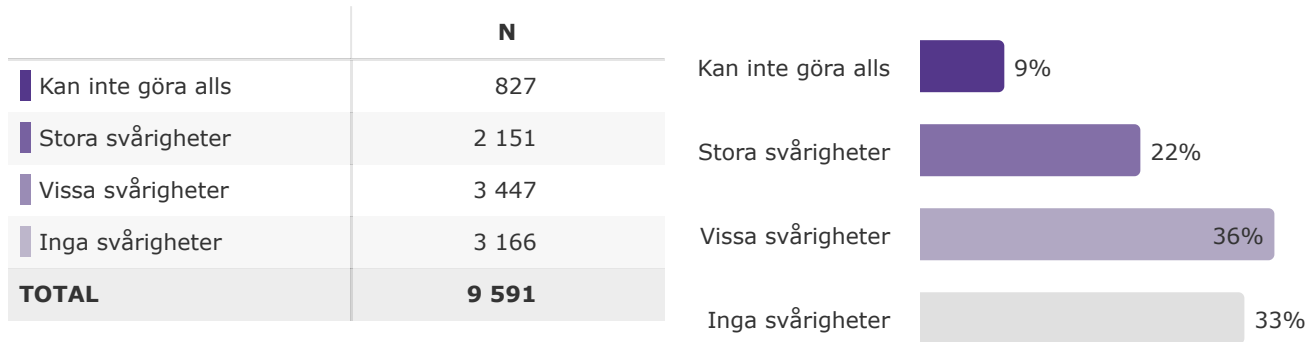 N
Kan inte göra alls 827
Stora svårigheter 2 151
Vissa svårigheter 3 447
Inga svårigheter 3 166
TOTAL 9 591
Kan inte göra alls 9%
Stora svårigheter 22%
Vissa svårigheter 36%
Inga svårigheter 33%